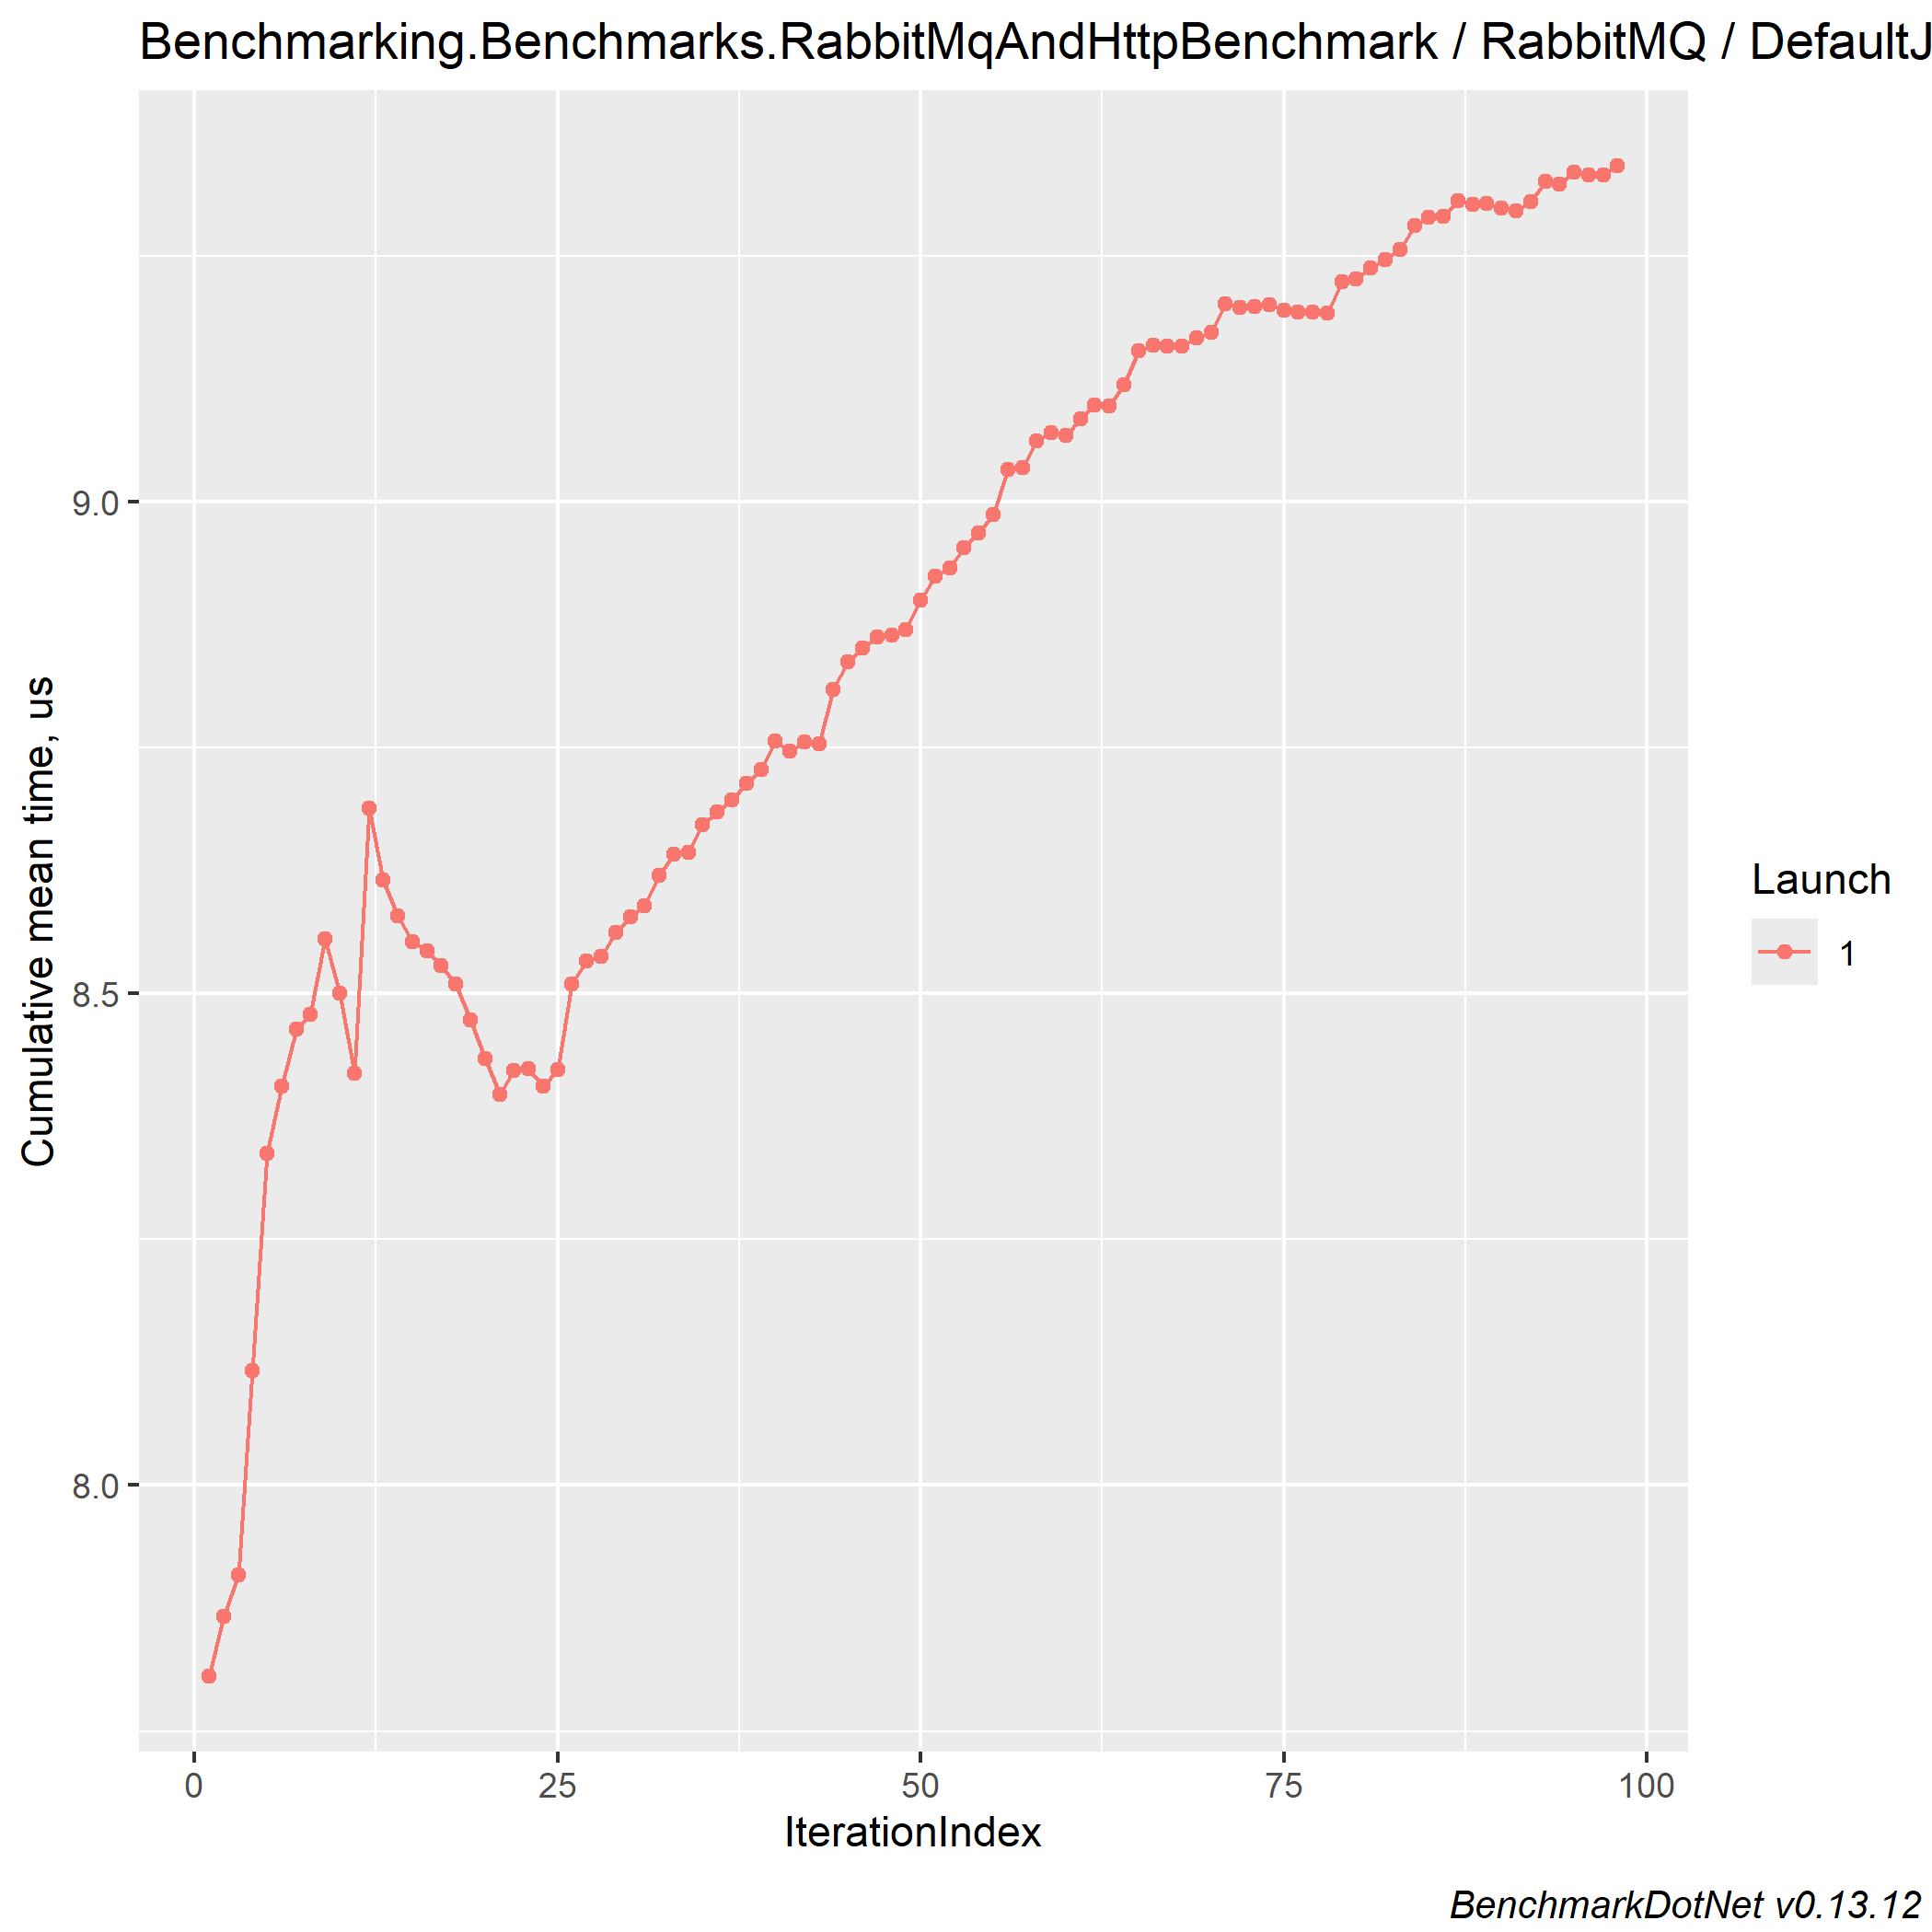 Benchmarking.Benchmarks.RabbitMqAndHttpBenchmark / RabbitMQ / DefaultJ
Cumulative mean time, us
9.0
8.5
8.0
0 25 50 75 100
IterationIndex
Launch
1
BenchmarkDotNet v0.13.12